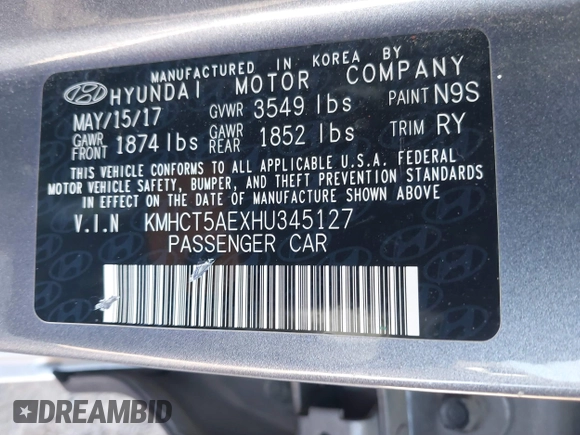 MANUFACTURED IN KOREA BY
HYUNDAI MOTOR COMPANY
MAY/15/17 GVWR 3549 lbs PAINT N9S
GAWR FRONT 1874 lbs GAWR REAR 1852 lbs TRIM RY
THIS VEHICLE CONFORMS TO ALL APPLICABLE U.S.A. FEDERAL
MOTOR VEHICLE SAFETY, BUMPER, AND THEFT PREVENTION STANDARDS
IN EFFECT ON THE DATE OF MANUFACTURE SHOWN ABOVE.
V.I.N KMHCT5AEXHU345127
PASSENGER CAR
DREAMBID